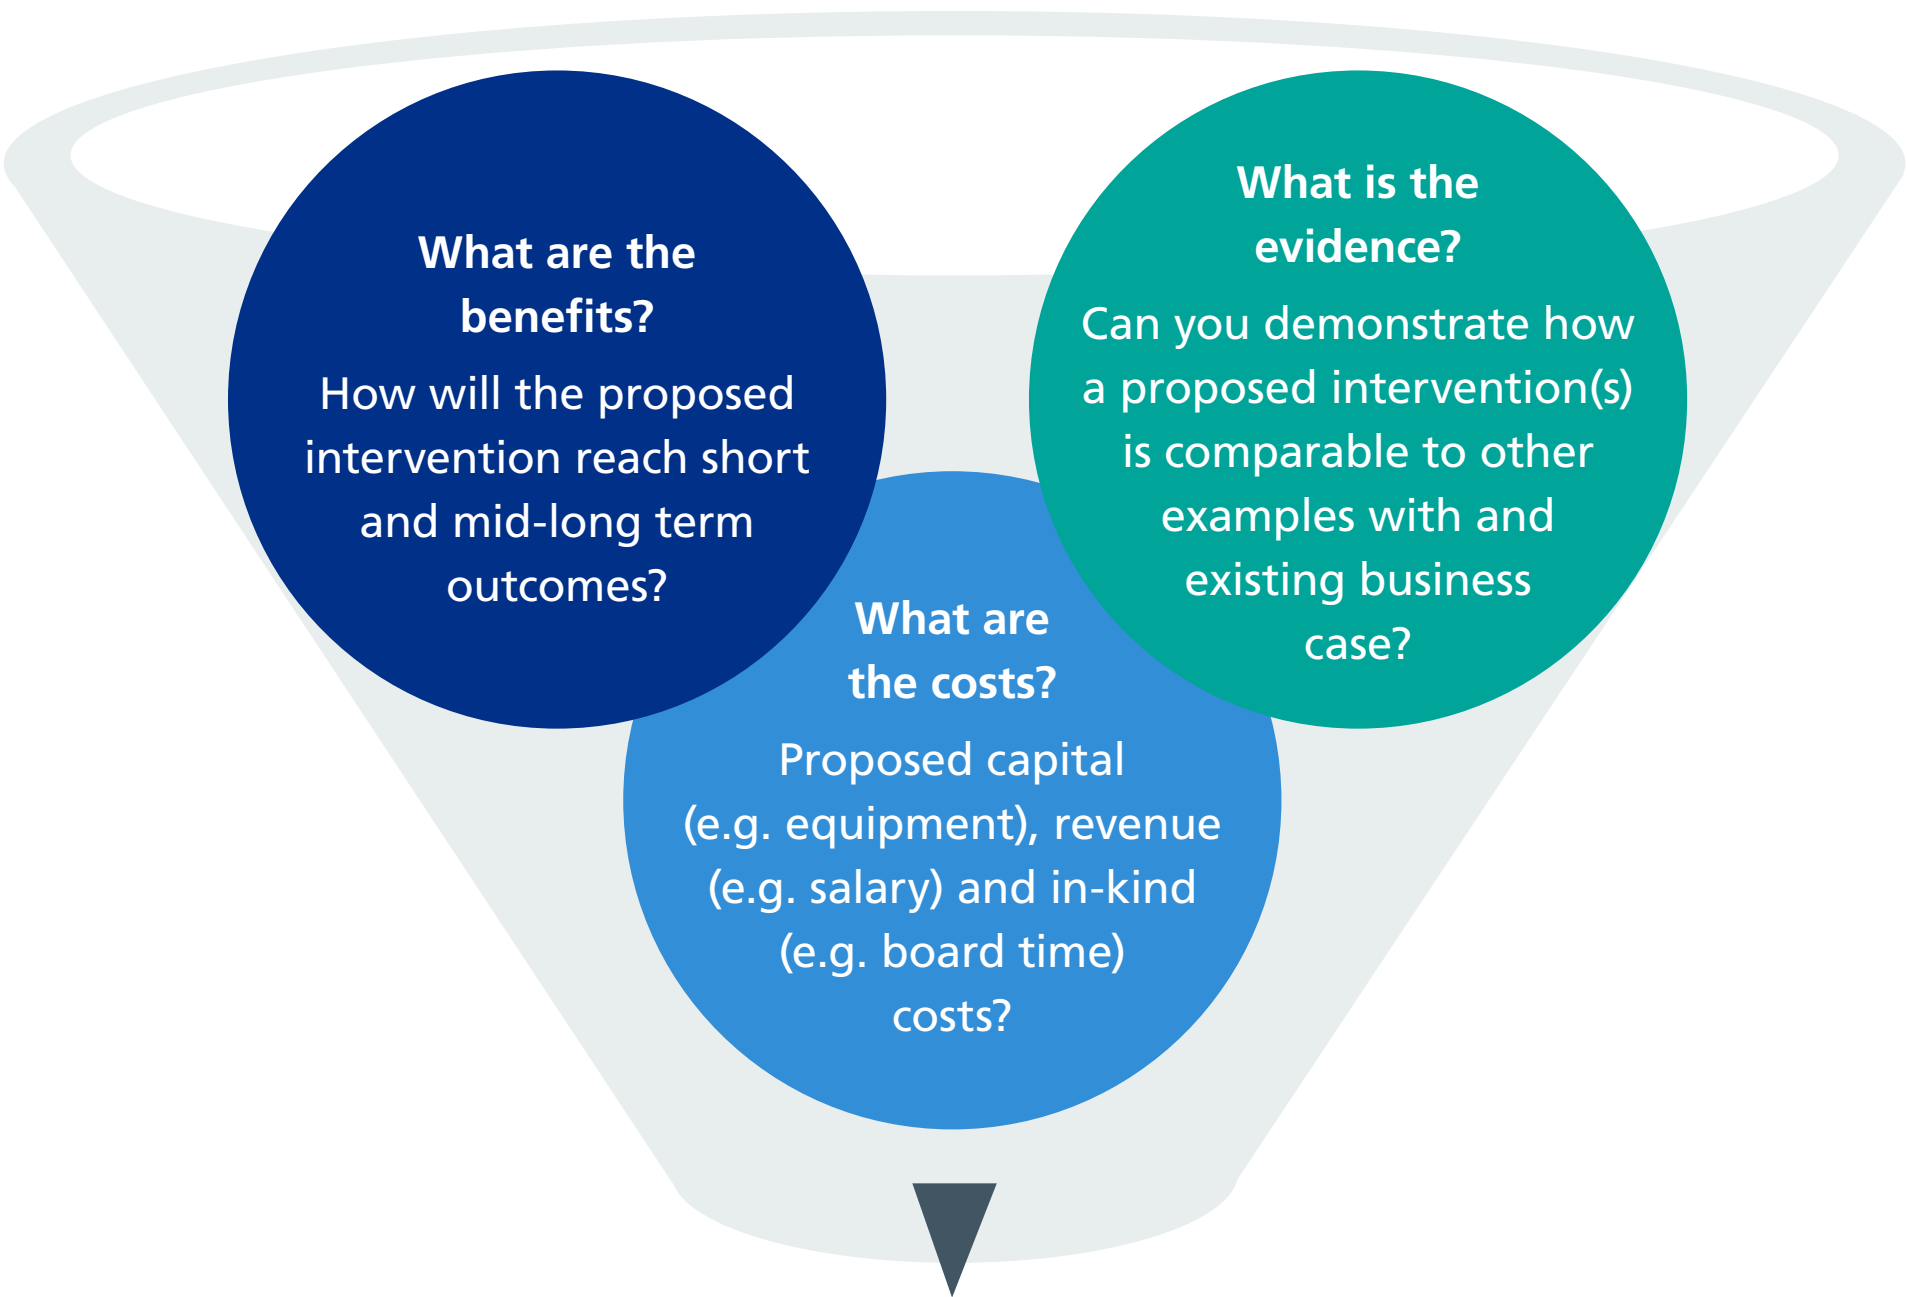 What are the
benefits?
How will the proposed
intervention reach short
and mid-long term
outcomes?
What is the
evidence?
Can you demonstrate how
a proposed intervention(s)
is comparable to other
examples with and
existing business
case?
What are
the costs?
Proposed capital
(e.g. equipment), revenue
(e.g. salary) and in-kind
(e.g. board time)
costs?